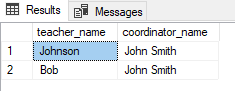 Results Messages
teacher_name coordinator_name
1 Johnson John Smith
2 Bob John Smith